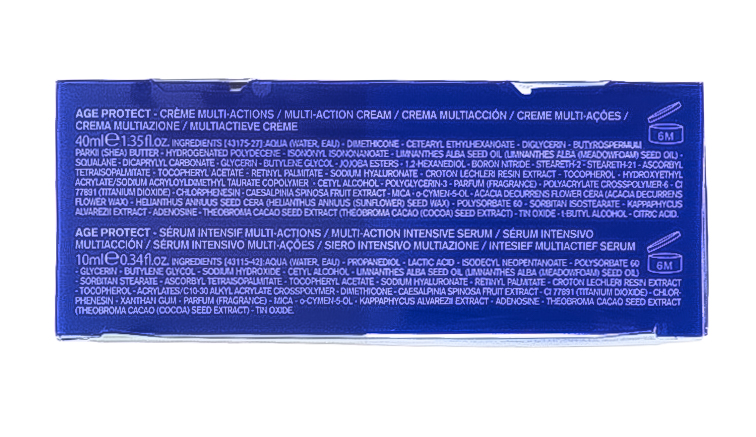 AGE PROTECT - CRÈME MULTI-ACTIONS / MULTI-ACTION CREAM / CREMA MULTIACCIÓN / CREME MULTI-AÇÕES /
CREMA MULTIAZIONE / MULTIACTIEVE CRÈME
40ml℮1.35fl.oz. INGREDIENTS [43175-27]: AQUA (WATER, EAU) - DIMETHICONE - CETEARYL ETHYLHEXANOATE - DIGLYCERIN - BUTYROSPERMUM
PARKII (SHEA) BUTTER - HYDROGENATED POLYDECENE - ISONONYL ISONONANOATE - LIMNANTHES ALBA SEED OIL (LIMNANTHES ALBA (MEADOWFOAM) SEED OIL) -
SQUALANE - DICAPRYLYL CARBONATE - GLYCERIN - BUTYLENE GLYCOL - JOJOBA ESTERS - 1,2-HEXANEDIOL - BORON NITRIDE - STEARETH-2 - STEARETH-21 - ASCORBYL
TETRAISOPALMITATE - TOCOPHERYL ACETATE - RETINYL PALMITATE - SODIUM HYALURONATE - CROTON LECHLERI RESIN EXTRACT - TOCOPHEROL - HYDROXYETHYL
ACRYLATE/SODIUM ACRYLOYLDIMETHYL TAURATE COPOLYMER - CETYL ALCOHOL - POLYGLYCERIN-3 - PARFUM (FRAGRANCE) - POLYACRYLATE CROSSPOLYMER-6 - CI
77891 (TITANIUM DIOXIDE) - CHLORPHENESIN - CAESALPINIA SPINOSA FRUIT EXTRACT - MICA - o-CYMEN-5-OL - ACACIA DECURRENS FLOWER CERA (ACACIA DECURRENS
FLOWER WAX) - HELIANTHUS ANNUUS SEED CERA (HELIANTHUS ANNUUS (SUNFLOWER) SEED WAX) - POLYSORBATE 60 - SORBITAN ISOSTEARATE - KAPPAPHYCUS
ALVAREZII EXTRACT - ADENOSINE - THEOBROMA CACAO SEED EXTRACT (THEOBROMA CACAO (COCOA) SEED EXTRACT) - TIN OXIDE - t-BUTYL ALCOHOL - CITRIC ACID.
6M
AGE PROTECT - SÉRUM INTENSIF MULTI-ACTIONS / MULTI-ACTION INTENSIVE SERUM / SÉRUM INTENSIVO
MULTIACCIÓN / SÉRUM INTENSIVO MULTI-AÇÕES / SIERO INTENSIVO MULTIAZIONE / INTESIEF MULTIACTIEF SERUM
10ml℮0.34fl.oz. INGREDIENTS [43115-42]: AQUA (WATER, EAU) - PROPANEDIOL - LACTIC ACID - ISODECYL NEOPENTANOATE - POLYSORBATE 60
- GLYCERIN - BUTYLENE GLYCOL - SODIUM HYDROXIDE - CETYL ALCOHOL - LIMNANTHES ALBA SEED OIL (LIMNANTHES ALBA (MEADOWFOAM) SEED OIL)
- SORBITAN STEARATE - ASCORBYL TETRAISOPALMITATE - TOCOPHERYL ACETATE - SODIUM HYALURONATE - RETINYL PALMITATE - CROTON LECHLERI RESIN EXTRACT
- TOCOPHEROL - ACRYLATES/C10-30 ALKYL ACRYLATE CROSSPOLYMER - DIMETHICONE - CAESALPINIA SPINOSA FRUIT EXTRACT - CI 77891 (TITANIUM DIOXIDE) - CHLOR-
PHENESIN - XANTHAN GUM - PARFUM (FRAGRANCE) - MICA - o-CYMEN-5-OL - KAPPAPHYCUS ALVAREZII EXTRACT - ADENOSINE - THEOBROMA CACAO SEED EXTRACT
(THEOBROMA CACAO (COCOA) SEED EXTRACT) - TIN OXIDE.
6M